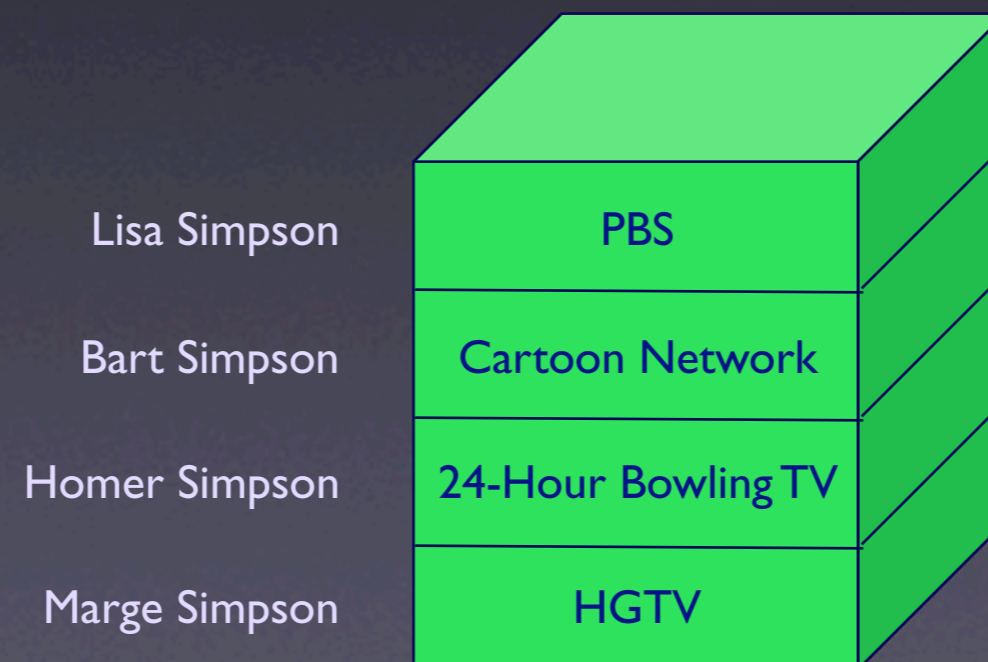 Lisa Simpson PBS
Bart Simpson Cartoon Network
Homer Simpson 24-Hour Bowling TV
Marge Simpson HGTV